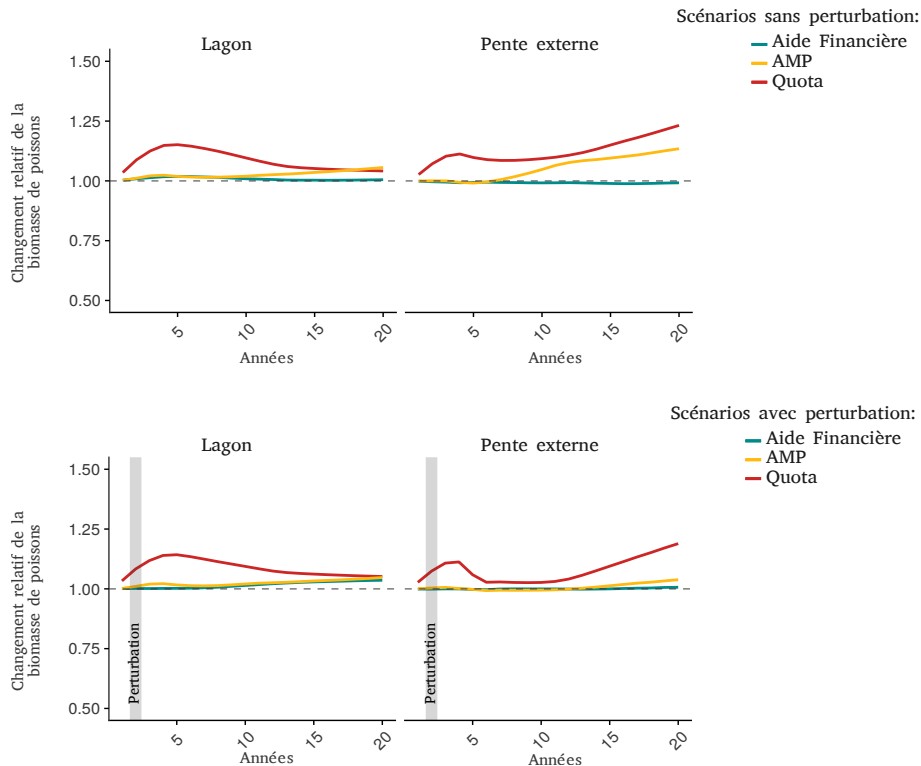 Scénarios sans perturbation:
Aide Financière
AMP
Quota
Lagon
Pente externe
Changement relatif de la
biomasse de poissons
1.50
1.25
1.00
0.75
0.50
5
10
15
20
5
10
15
20
Années
Années
Scénarios avec perturbation:
Aide Financière
AMP
Quota
Lagon
Pente externe
Changement relatif de la
biomasse de poissons
1.50
1.25
1.00
0.75
0.50
Perturbation
Perturbation
5
10
15
20
5
10
15
20
Années
Années